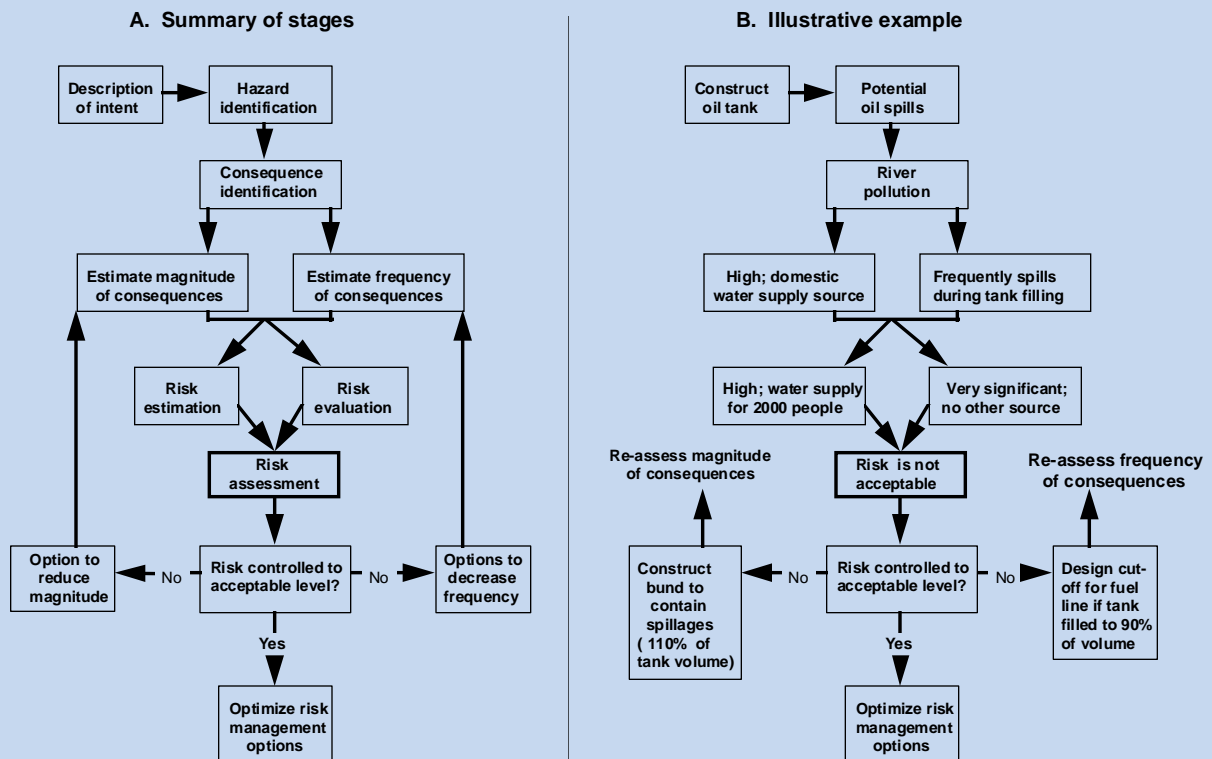 A. Summary of stages
Description
of intent
Hazard
identification
Consequence
identification
Estimate magnitude
of consequences
Estimate frequency
of consequences
Risk
estimation
Risk
evaluation
Risk
assessment
Option to
reduce
magnitude
No
Risk controlled to
acceptable level?
No
Options to
decrease
frequency
Yes
Optimize risk
management
options
B. Illustrative example
Construct
oil tank
Potential
oil spills
River
pollution
High; domestic
water supply source
Frequently spills
during tank filling
High; water supply
for 2000 people
Very significant;
no other source
Re-assess magnitude
of consequences
Risk is not
acceptable
Re-assess frequency
of consequences
Construct
bund to
contain
spillages
( 110% of
tank volume)
No
Risk controlled to
acceptable level?
No
Design cut-
off for fuel
line if tank
filled to 90%
of volume
Yes
Optimize risk
management
options